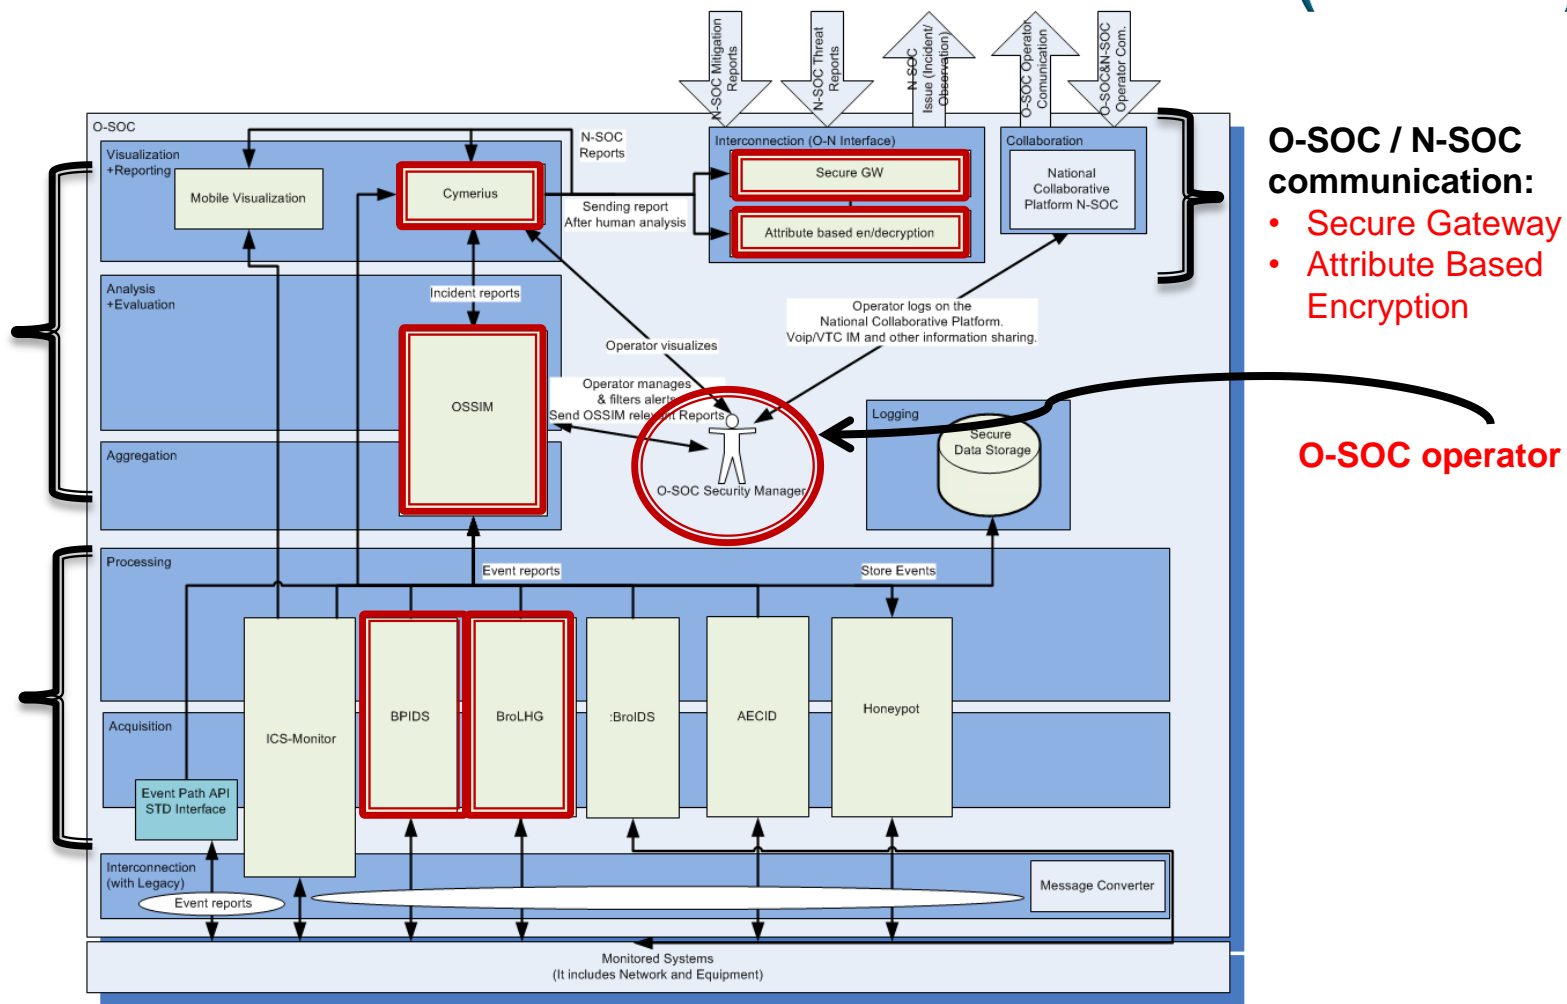 N-SOC Mitigation
Reports
N-SOC Threat
Reports
N-SOC
Issue (Incident/
Observation)
O-SOC Operator
Comunication
O-SOC&N-SOC
Operator Com.
O-SOC
Visualization
+Reporting
Mobile Visualization
Cymerius
N-SOC
Reports
Sending report
After human analysis
Interconnection (O-N Interface)
Secure GW
Attribute based en/decryption
Collaboration
National
Collaborative
Platform N-SOC
O-SOC / N-SOC
communication:
• Secure Gateway
• Attribute Based
Encryption
Analysis
+Evaluation
Incident reports
OSSIM
Operator visualizes
Operator logs on the
National Collaborative Platform.
Voip/VTC IM and other information sharing.
Operator manages
& filters alerts
Send OSSIM relevant Reports
O-SOC Security Manager
Logging
Secure
Data Storage
O-SOC operator
Aggregation
Processing
Event reports
Store Events
Acquisition
ICS-Monitor
BPIDS
BroLHG
:BroIDS
AECID
Honeypot
Event Path API
STD Interface
Interconnection
(with Legacy)
Event reports
Message Converter
Monitored Systems
(It includes Network and Equipment)